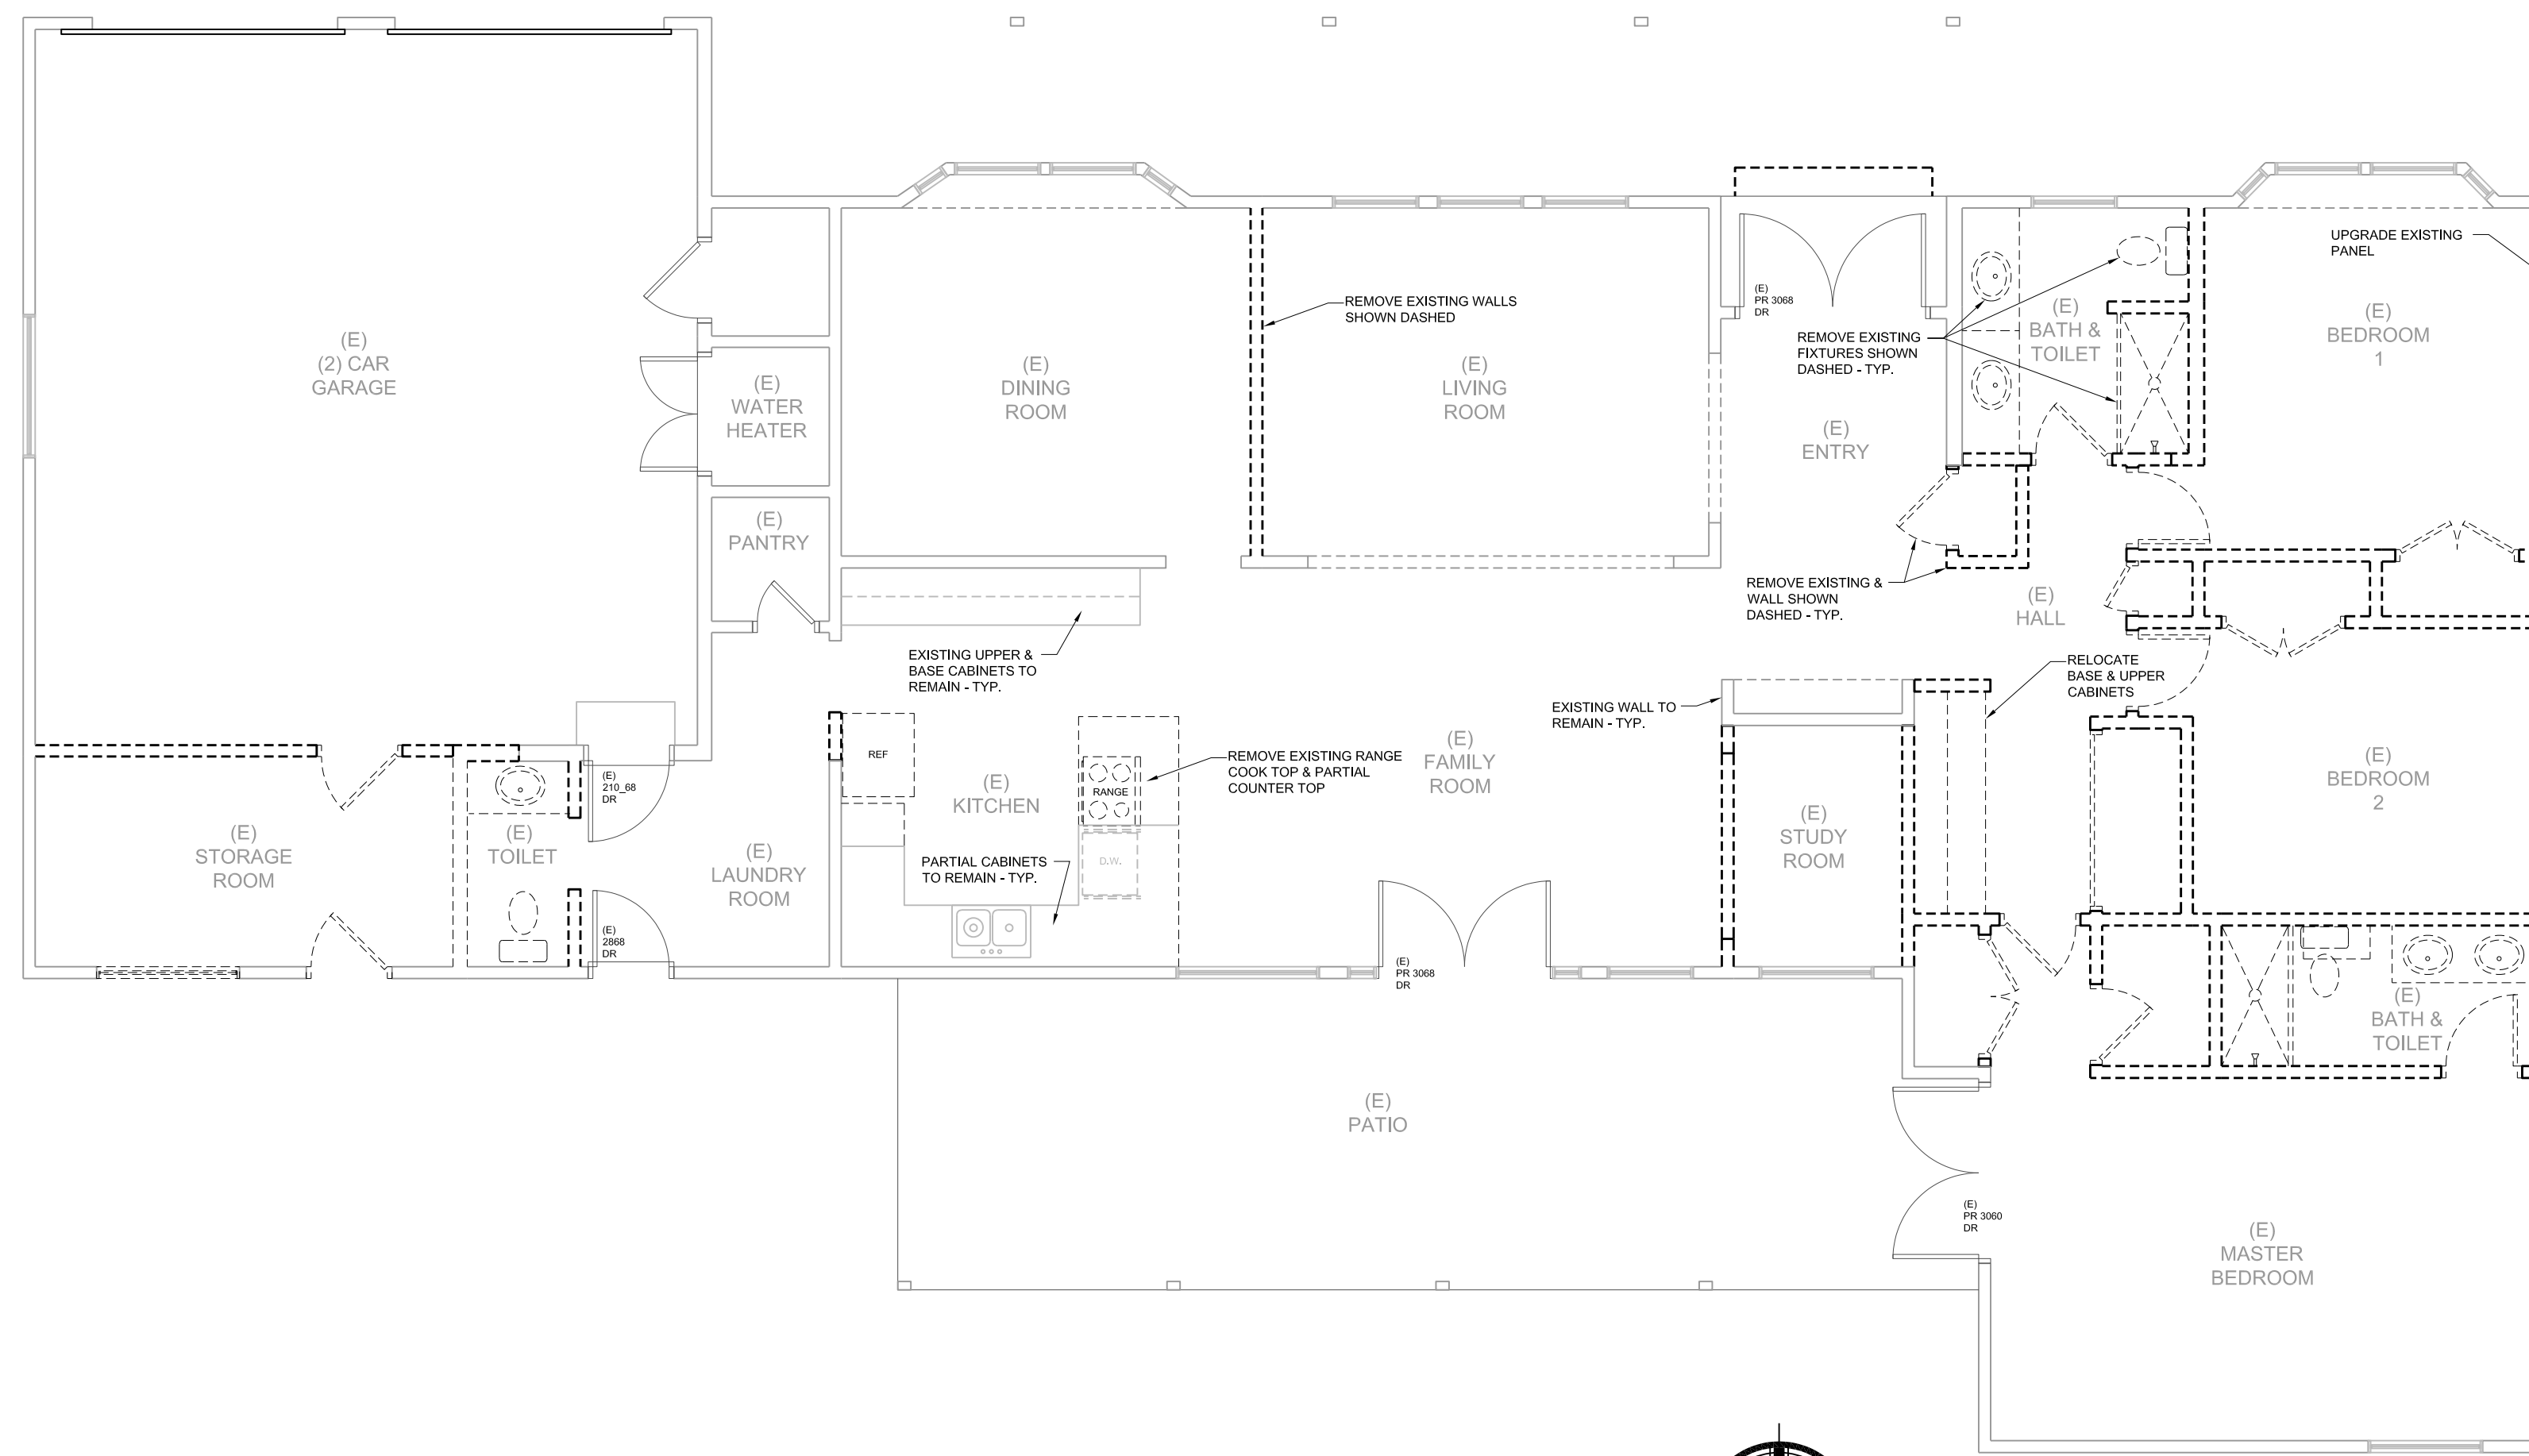 (E)
(2) CAR
GARAGE
(E)
WATER
HEATER
(E)
PANTRY
(E)
DINING
ROOM
REMOVE EXISTING WALLS
SHOWN DASHED
(E)
LIVING
ROOM
(E)
PR 3068
DR
(E)
ENTRY
REMOVE EXISTING
FIXTURES SHOWN
DASHED - TYP.
(E)
BATH &
TOILET
UPGRADE EXISTING
PANEL
(E)
BEDROOM
1
REMOVE EXISTING &
WALL SHOWN
DASHED - TYP.
(E)
HALL
EXISTING UPPER &
BASE CABINETS TO
REMAIN - TYP.
RELOCATE
BASE & UPPER
CABINETS
EXISTING WALL TO
REMAIN - TYP.
REF
(E)
KITCHEN
RANGE
REMOVE EXISTING RANGE
COOK TOP & PARTIAL
COUNTER TOP
(E)
FAMILY
ROOM
(E)
BEDROOM
2
(E)
210_68
DR
(E)
STORAGE
ROOM
(E)
TOILET
(E)
LAUNDRY
ROOM
PARTIAL CABINETS
TO REMAIN - TYP.
D.W.
(E)
STUDY
ROOM
(E)
2868
DR
(E)
PR 3068
DR
(E)
BATH &
TOILET
(E)
PATIO
(E)
PR 3060
DR
(E)
MASTER
BEDROOM